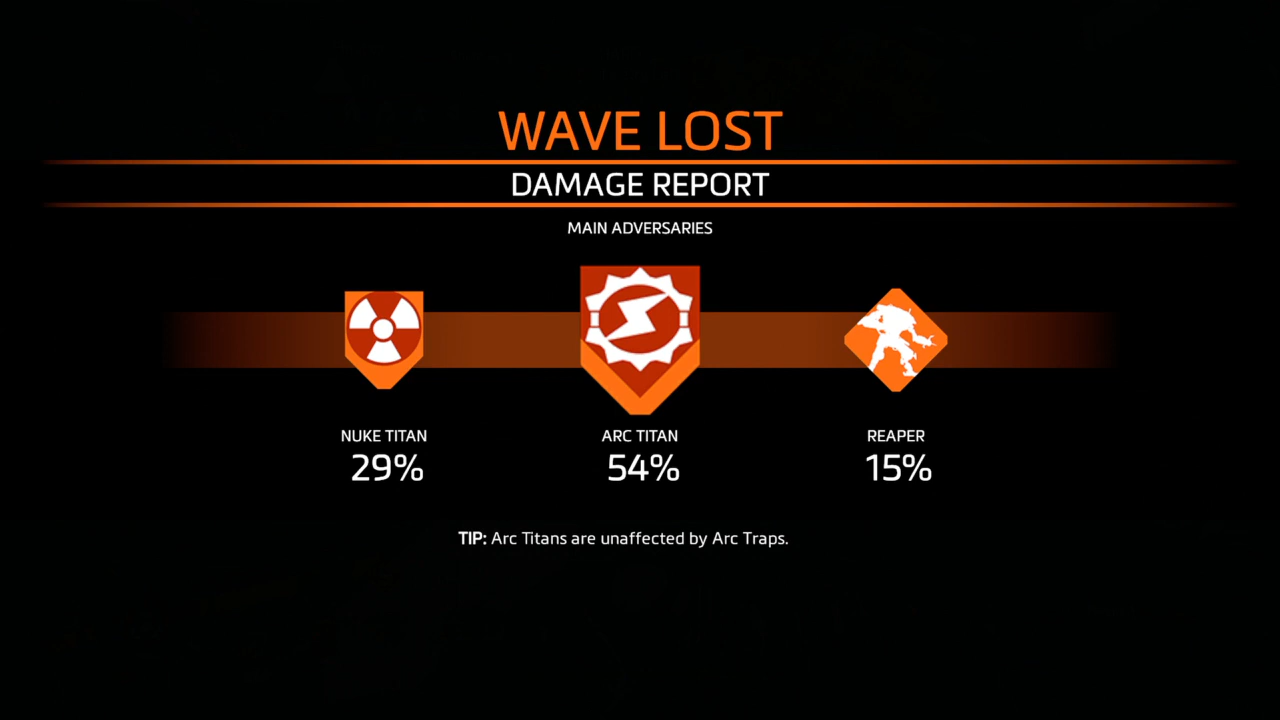 WAVE LOST
DAMAGE REPORT
MAIN ADVERSARIES
NUKE TITAN
29%
ARC TITAN
54%
REAPER
15%
TIP: Arc Titans are unaffected by Arc Traps.